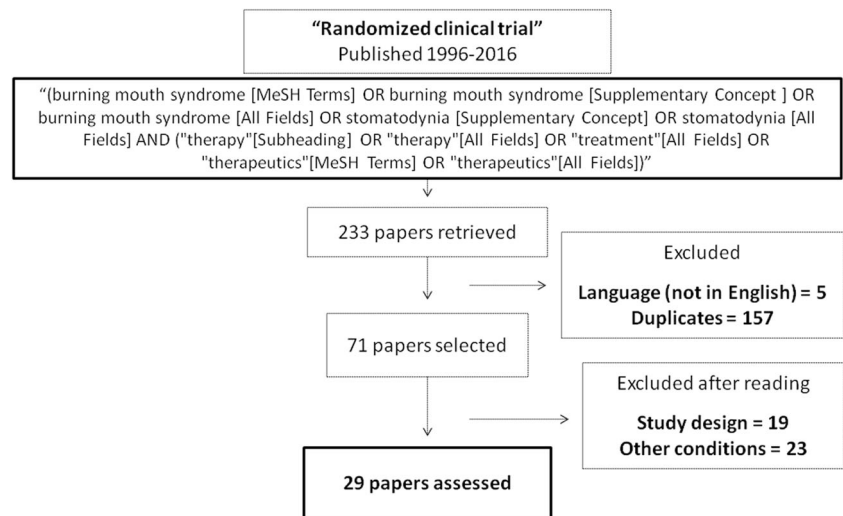 “Randomized clinical trial”
Published 1996-2016
“(burning mouth syndrome [MeSH Terms] OR burning mouth syndrome [Supplementary Concept ] OR
burning mouth syndrome [All Fields] OR stomatodynia [Supplementary Concept] OR stomatodynia [All
Fields] AND ("therapy"[Subheading] OR "therapy"[All Fields] OR "treatment"[All Fields] OR
"therapeutics"[MeSH Terms] OR "therapeutics"[All Fields])”
233 papers retrieved
Excluded
Language (not in English) = 5
Duplicates = 157
71 papers selected
Excluded after reading
Study design = 19
Other conditions = 23
29 papers assessed